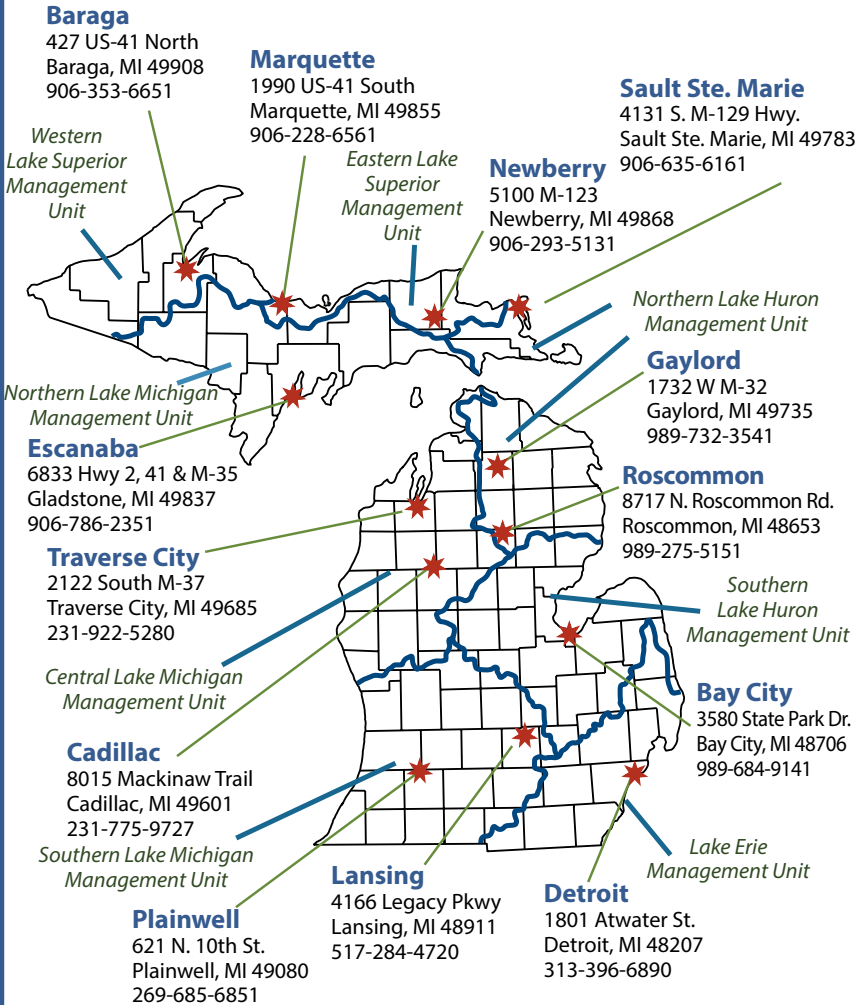 Baraga
427 US-41 North
Baraga, MI 49908
906-353-6651
Marquette
1990 US-41 South
Marquette, MI 49855
906-228-6561
Sault Ste. Marie
4131 S. M-129 Hwy.
Sault Ste. Marie, MI 49783
906-635-6161
Western
Lake Superior
Management
Unit
Eastern Lake
Superior
Management
Unit
Newberry
5100 M-123
Newberry, MI 49868
906-293-5131
Northern Lake Huron
Management Unit
Gaylord
1732 W M-32
Gaylord, MI 49735
989-732-3541
Northern Lake Michigan
Management Unit
Escanaba
6833 Hwy 2, 41 & M-35
Gladstone, MI 49837
906-786-2351
Roscommon
8717 N. Roscommon Rd.
Roscommon, MI 48653
989-275-5151
Traverse City
2122 South M-37
Traverse City, MI 49685
231-922-5280
Southern
Lake Huron
Management Unit
Central Lake Michigan
Management Unit
Bay City
3580 State Park Dr.
Bay City, MI 48706
989-684-9141
Cadillac
8015 Mackinaw Trail
Cadillac, MI 49601
231-775-9727
Southern Lake Michigan
Management Unit
Lake Erie
Management Unit
Lansing
4166 Legacy Pkwy
Lansing, MI 48911
517-284-4720
Detroit
1801 Atwater St.
Detroit, MI 48207
313-396-6890
Plainwell
621 N. 10th St.
Plainwell, MI 49080
269-685-6851